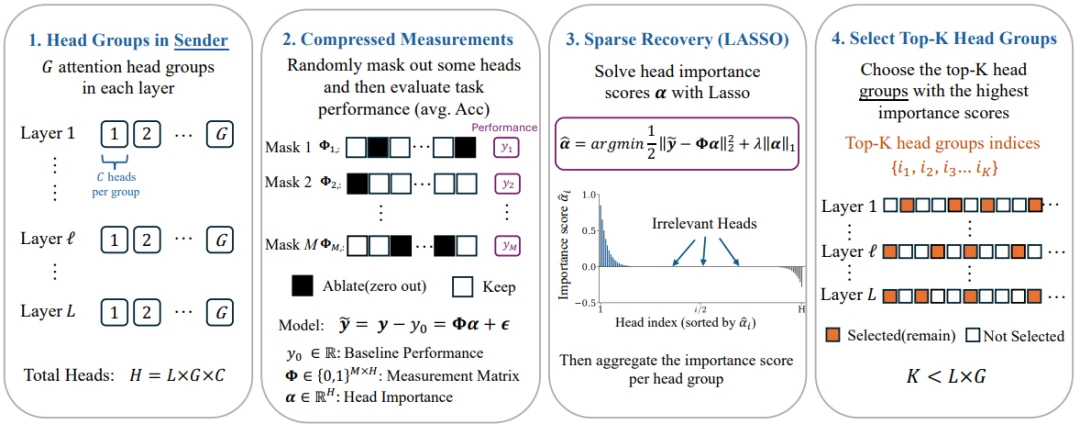 1. Head Groups in Sender
G attention head groups
in each layer
Layer 1 1 2 ⋯ G
C heads
per group
Layer ℓ 1 2 ⋯ G
⋮
Layer L 1 2 ⋯ G
Total Heads: H = L×G×C
2. Compressed Measurements
Randomly mask out some heads
and then evaluate task
performance (avg. Acc)
Performance
Mask 1 Φ1,: ⋯ y1
Mask 2 Φ2,: ⋯ y2
⋮ ⋮
Mask M ΦM,: ⋯ yM
Ablate(zero out) Keep
Model: ỹ = y − y0 = Φα + ϵ
y0 ∈ ℝ: Baseline Performance
Φ ∈ {0,1}^{M×H}: Measurement Matrix
α ∈ ℝ^H: Head Importance
3. Sparse Recovery (LASSO)
Solve head importance
scores α with Lasso
α̂ = argmin 1/2 ‖ỹ − Φα‖₂² + λ‖α‖₁
Importance score α̂i
1.0
0.5
0.0
−0.5
Irrelevant Heads
1 i/2 H
Head index (sorted by α̂i)
Then aggregate the importance score
per head group
4. Select Top-K Head Groups
Choose the top-K head
groups with the highest
importance scores
Top-K head groups indices
{i1, i2, i3… iK}
Layer 1 ⋯
⋮ ⋮
Layer ℓ ⋯
⋮ ⋮
Layer L ⋯
Selected(remain) Not Selected
K < L×G